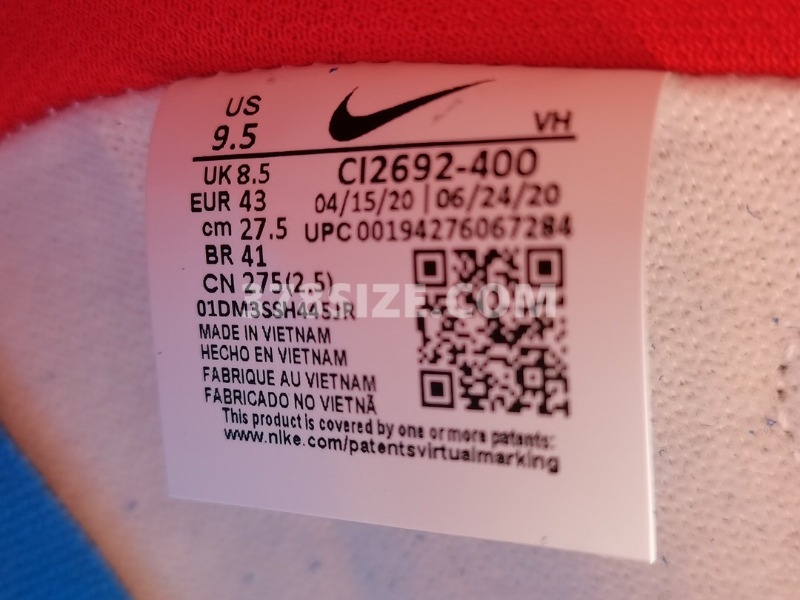 US
9.5
VH
UK 8.5
CI2692-400
EUR 43
04/15/20 | 06/24/20
cm 27.5
UPC 00194276067284
BR 41
CN 275(2.5)
378SIZE.COM
MADE IN VIETNAM
HECHO EN VIETNAM
FABRIQUE AU VIETNAM
FABRICADO NO VIETNÃ
This product is covered by one or more patents:
www.nike.com/patentsvirtualmarking